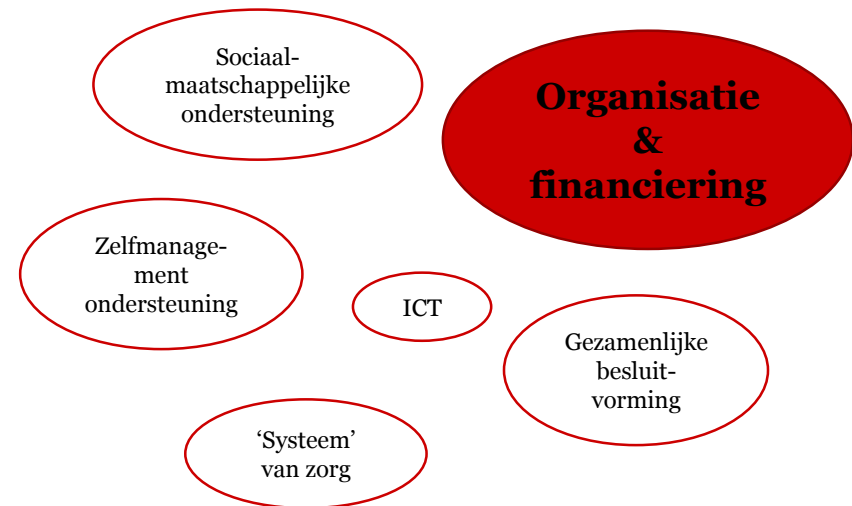 Sociaal-
maatschappelijke
ondersteuning
Organisatie
&
financiering
Zelfmanage-
ment
ondersteuning
ICT
Gezamenlijke
besluit-
vorming
‘Systeem’
van zorg